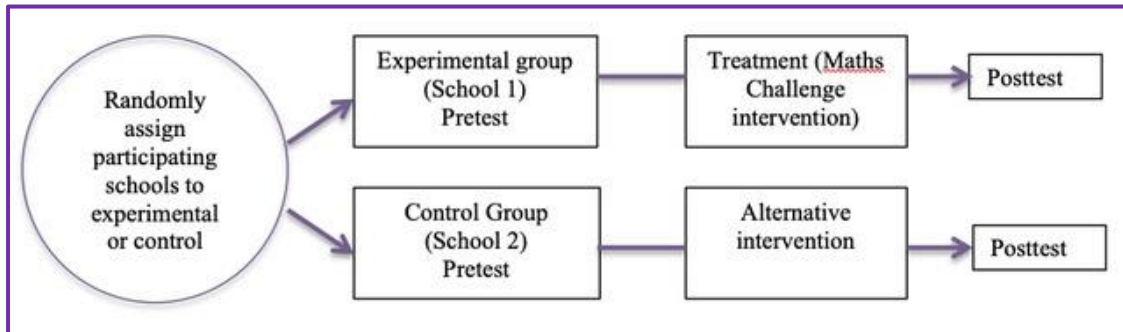 Randomly
assign
participating
schools to
experimental
or control
Experimental group
(School 1)
Pretest
Treatment (Maths
Challenge
intervention)
Posttest
Control Group
(School 2)
Pretest
Alternative
intervention
Posttest